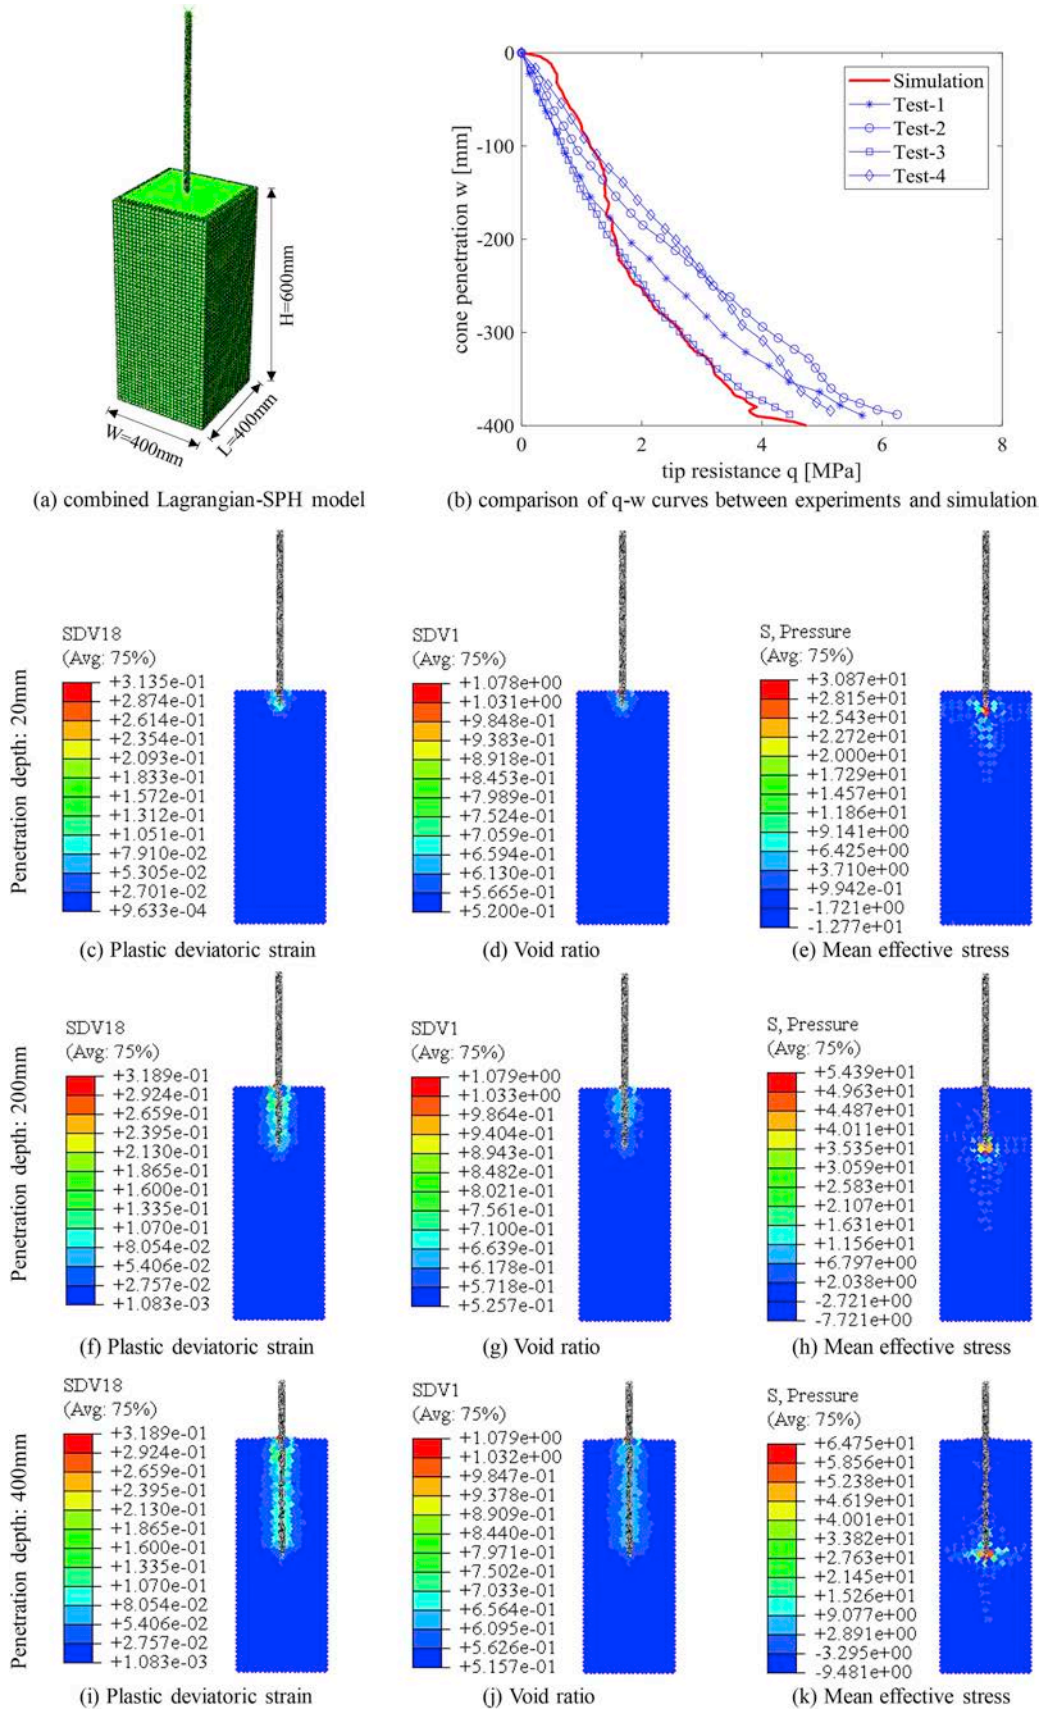 H=600mm
L=400mm
W=400mm
(a) combined Lagrangian-SPH model
0
-100
-200
-300
-400
cone penetration w [mm]
0
2
4
6
8
tip resistance q [MPa]
Simulation
Test-1
Test-2
Test-3
Test-4
(b) comparison of q-w curves between experiments and simulation
Penetration depth: 20mm
SDV18
(Avg: 75%)
+3.135e-01
+2.874e-01
+2.614e-01
+2.354e-01
+2.093e-01
+1.833e-01
+1.572e-01
+1.312e-01
+1.051e-01
+7.910e-02
+5.305e-02
+2.701e-02
+9.633e-04
(c) Plastic deviatoric strain
SDV1
(Avg: 75%)
+1.078e+00
+1.031e+00
+9.848e-01
+9.383e-01
+8.918e-01
+8.453e-01
+7.989e-01
+7.524e-01
+7.059e-01
+6.594e-01
+6.130e-01
+5.665e-01
+5.200e-01
(d) Void ratio
S, Pressure
(Avg: 75%)
+3.087e+01
+2.815e+01
+2.543e+01
+2.272e+01
+2.000e+01
+1.729e+01
+1.457e+01
+1.186e+01
+9.141e+00
+6.425e+00
+3.710e+00
+9.942e-01
-1.721e+00
-1.277e+01
(e) Mean effective stress
Penetration depth: 200mm
SDV18
(Avg: 75%)
+3.189e-01
+2.924e-01
+2.659e-01
+2.395e-01
+2.130e-01
+1.865e-01
+1.600e-01
+1.335e-01
+1.070e-01
+8.054e-02
+5.406e-02
+2.757e-02
+1.083e-03
(f) Plastic deviatoric strain
SDV1
(Avg: 75%)
+1.079e+00
+1.033e+00
+9.864e-01
+9.404e-01
+8.943e-01
+8.482e-01
+8.021e-01
+7.561e-01
+7.100e-01
+6.639e-01
+6.178e-01
+5.718e-01
+5.257e-01
(g) Void ratio
S, Pressure
(Avg: 75%)
+5.439e+01
+4.963e+01
+4.487e+01
+4.011e+01
+3.535e+01
+3.059e+01
+2.583e+01
+2.107e+01
+1.631e+01
+1.156e+01
+6.797e+00
+2.038e+00
-2.721e+00
-7.721e+00
(h) Mean effective stress
Penetration depth: 400mm
SDV18
(Avg: 75%)
+3.189e-01
+2.924e-01
+2.659e-01
+2.395e-01
+2.130e-01
+1.865e-01
+1.600e-01
+1.335e-01
+1.070e-01
+8.054e-02
+5.406e-02
+2.757e-02
+1.083e-03
(i) Plastic deviatoric strain
SDV1
(Avg: 75%)
+1.079e+00
+1.032e+00
+9.847e-01
+9.378e-01
+8.909e-01
+8.440e-01
+7.971e-01
+7.502e-01
+7.033e-01
+6.564e-01
+6.095e-01
+5.626e-01
+5.157e-01
(j) Void ratio
S, Pressure
(Avg: 75%)
+6.475e+01
+5.856e+01
+5.238e+01
+4.619e+01
+4.001e+01
+3.382e+01
+2.763e+01
+2.145e+01
+1.526e+01
+9.077e+00
+2.891e+00
-3.295e+00
-9.481e+00
(k) Mean effective stress